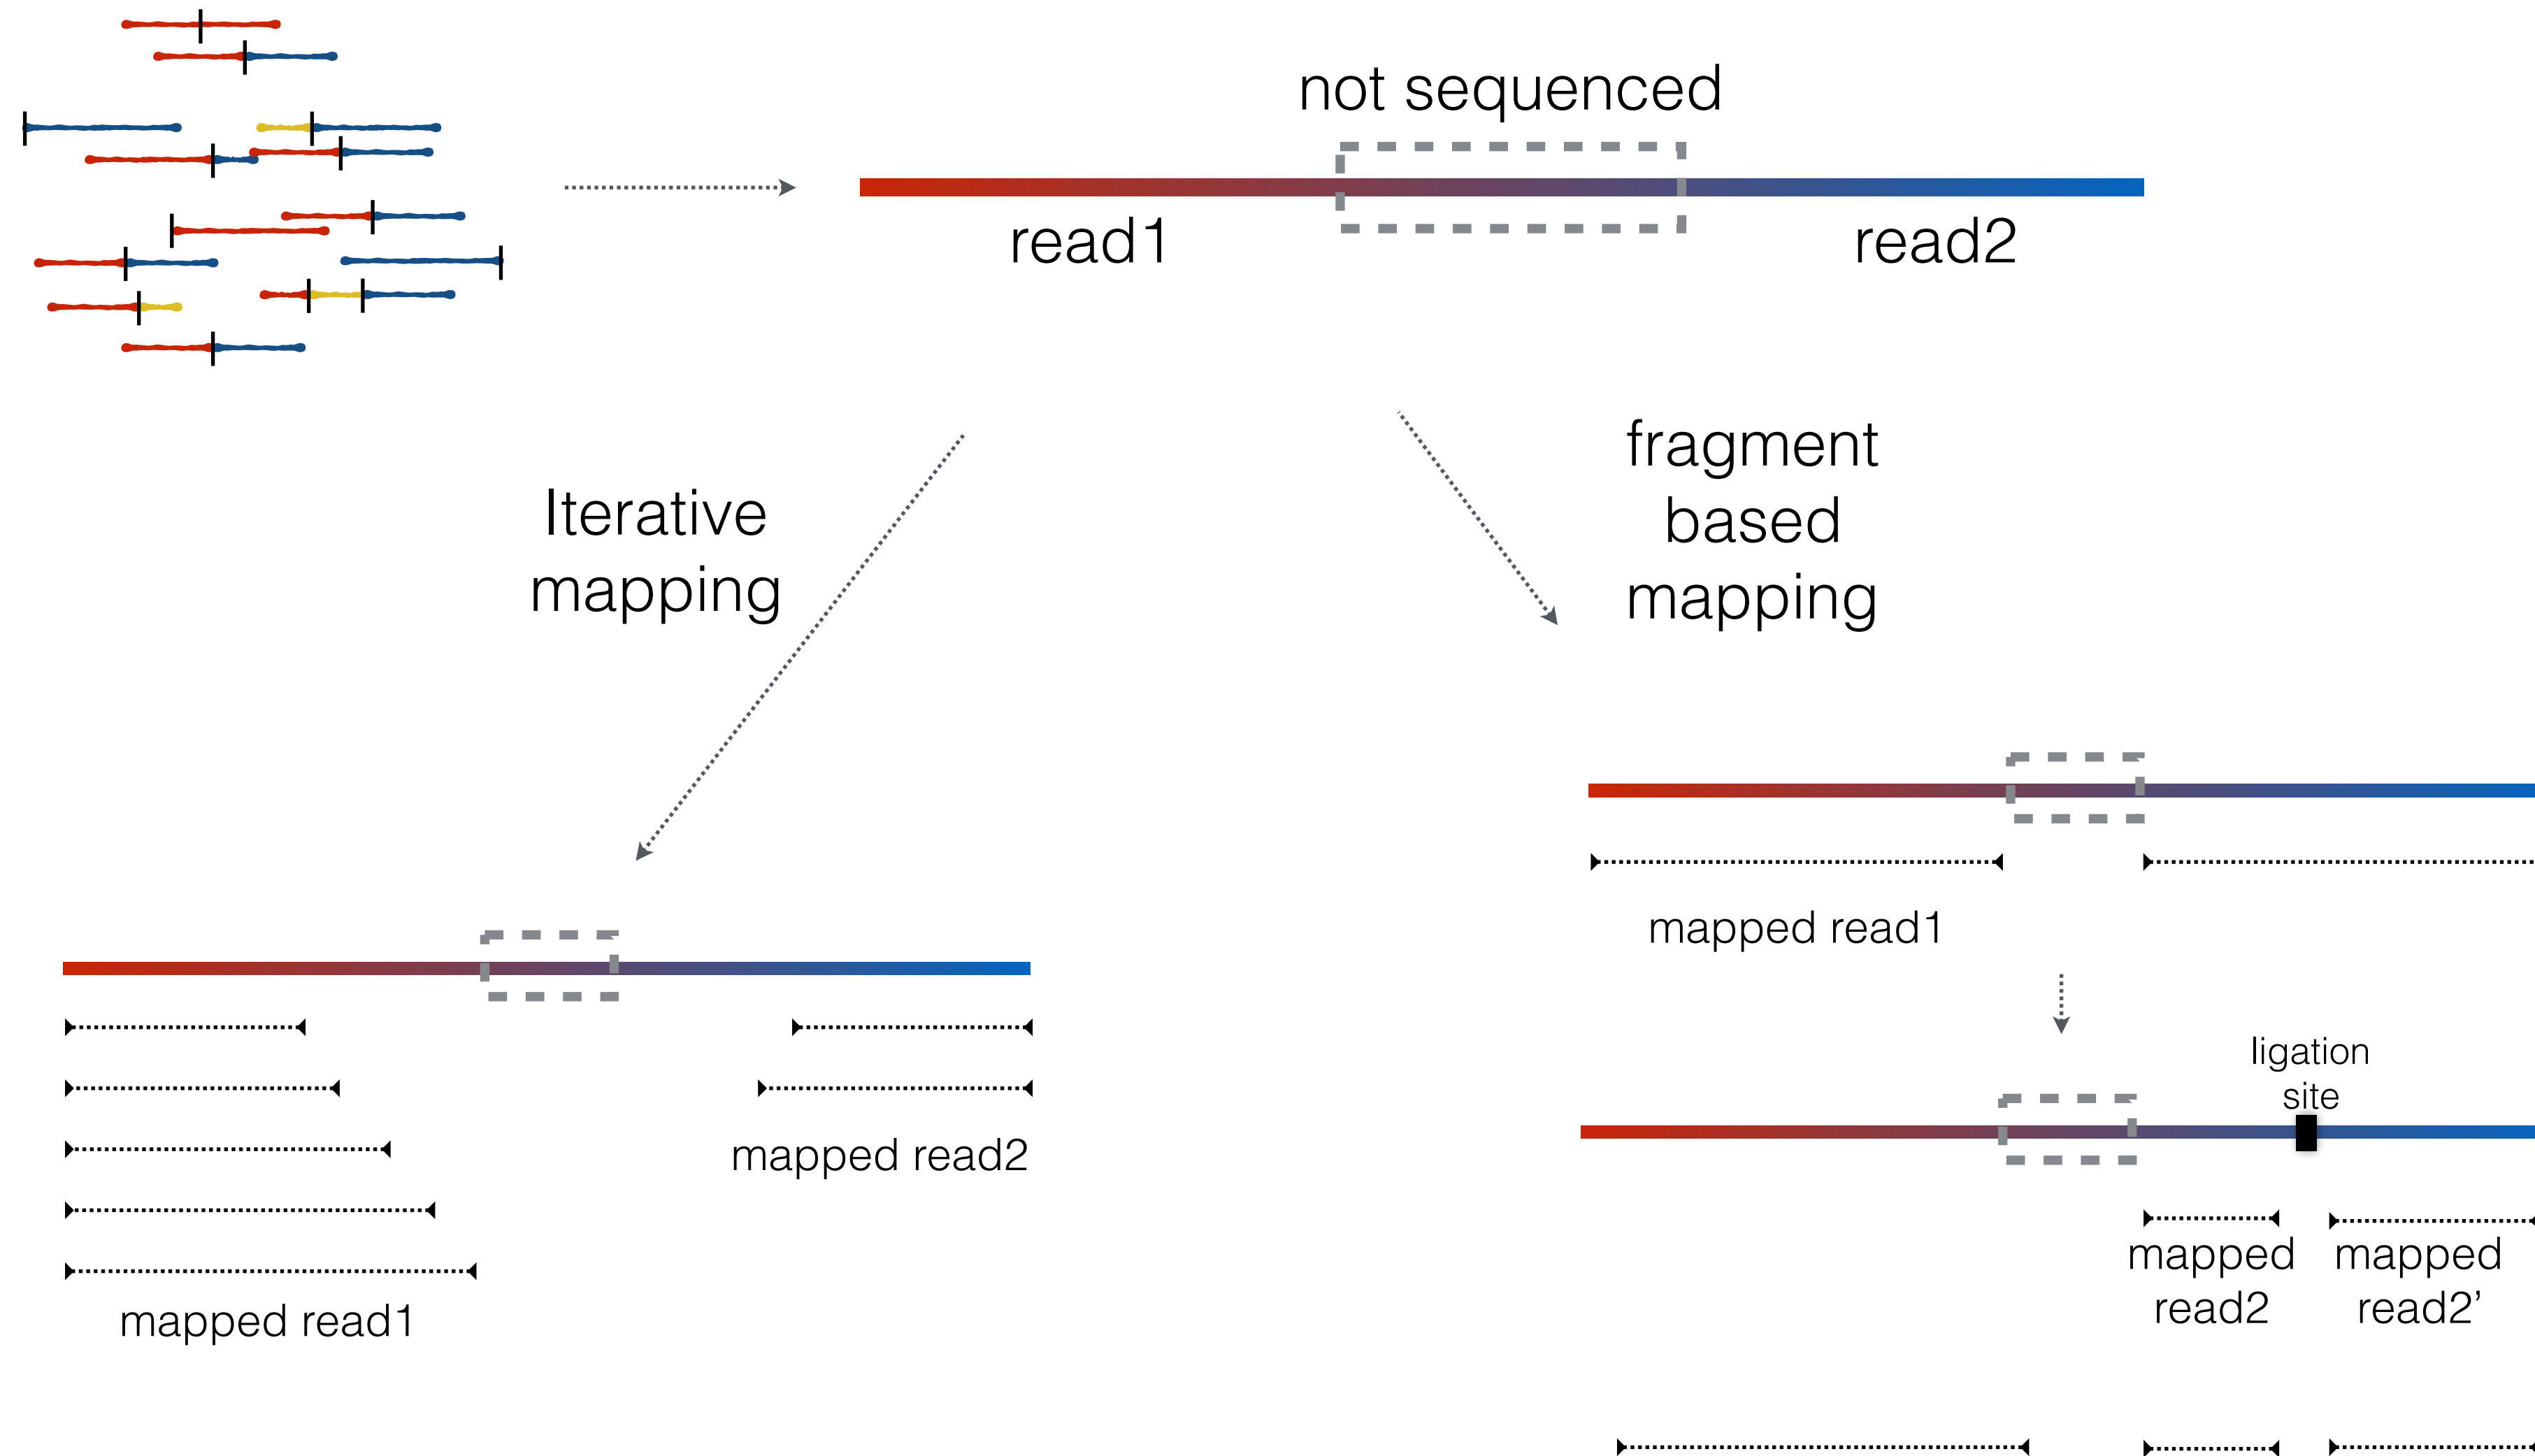 not sequenced
read1
read2
Iterative
mapping
fragment
based
mapping
mapped read1
ligation
site
mapped read2
mapped
read2
mapped
read2’
mapped read1